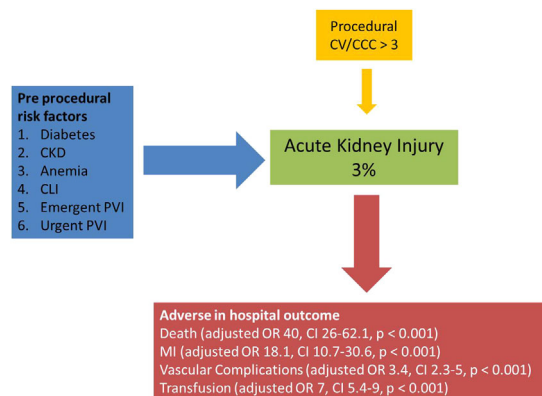 Procedural
CV/CCC > 3
Pre procedural
risk factors
1. Diabetes
2. CKD
3. Anemia
4. CLI
5. Emergent PVI
6. Urgent PVI
Acute Kidney Injury
3%
Adverse in hospital outcome
Death (adjusted OR 40, CI 26-62.1, p < 0.001)
MI (adjusted OR 18.1, CI 10.7-30.6, p < 0.001)
Vascular Complications (adjusted OR 3.4, CI 2.3-5, p < 0.001)
Transfusion (adjusted OR 7, CI 5.4-9, p < 0.001)